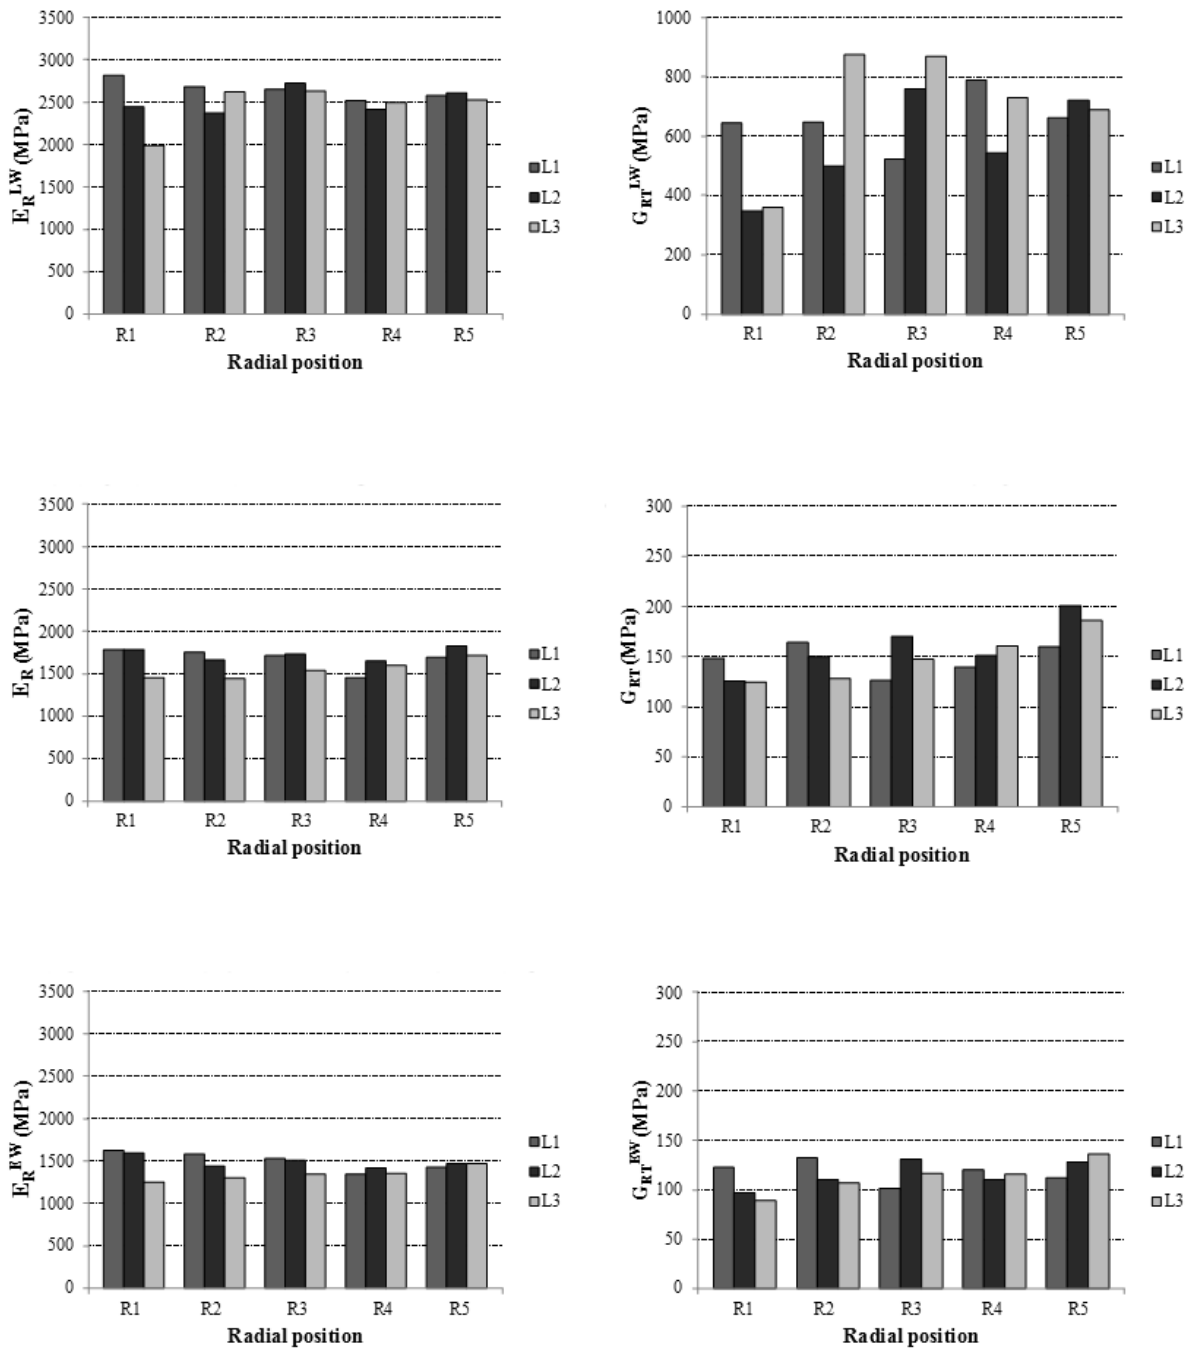 3500
3000
2500
2000
1500
1000
500
0
E_R^LW (MPa)
R1 R2 R3 R4 R5
Radial position
L1
L2
L3
1000
800
600
400
200
0
G_RT^LW (MPa)
R1 R2 R3 R4 R5
Radial position
L1
L2
L3
3500
3000
2500
2000
1500
1000
500
0
E_R (MPa)
R1 R2 R3 R4 R5
Radial position
L1
L2
L3
300
250
200
150
100
50
0
G_RT (MPa)
R1 R2 R3 R4 R5
Radial position
L1
L2
L3
3500
3000
2500
2000
1500
1000
500
0
E_R^EW (MPa)
R1 R2 R3 R4 R5
Radial position
L1
L2
L3
300
250
200
150
100
50
0
G_RT^EW (MPa)
R1 R2 R3 R4 R5
Radial position
L1
L2
L3